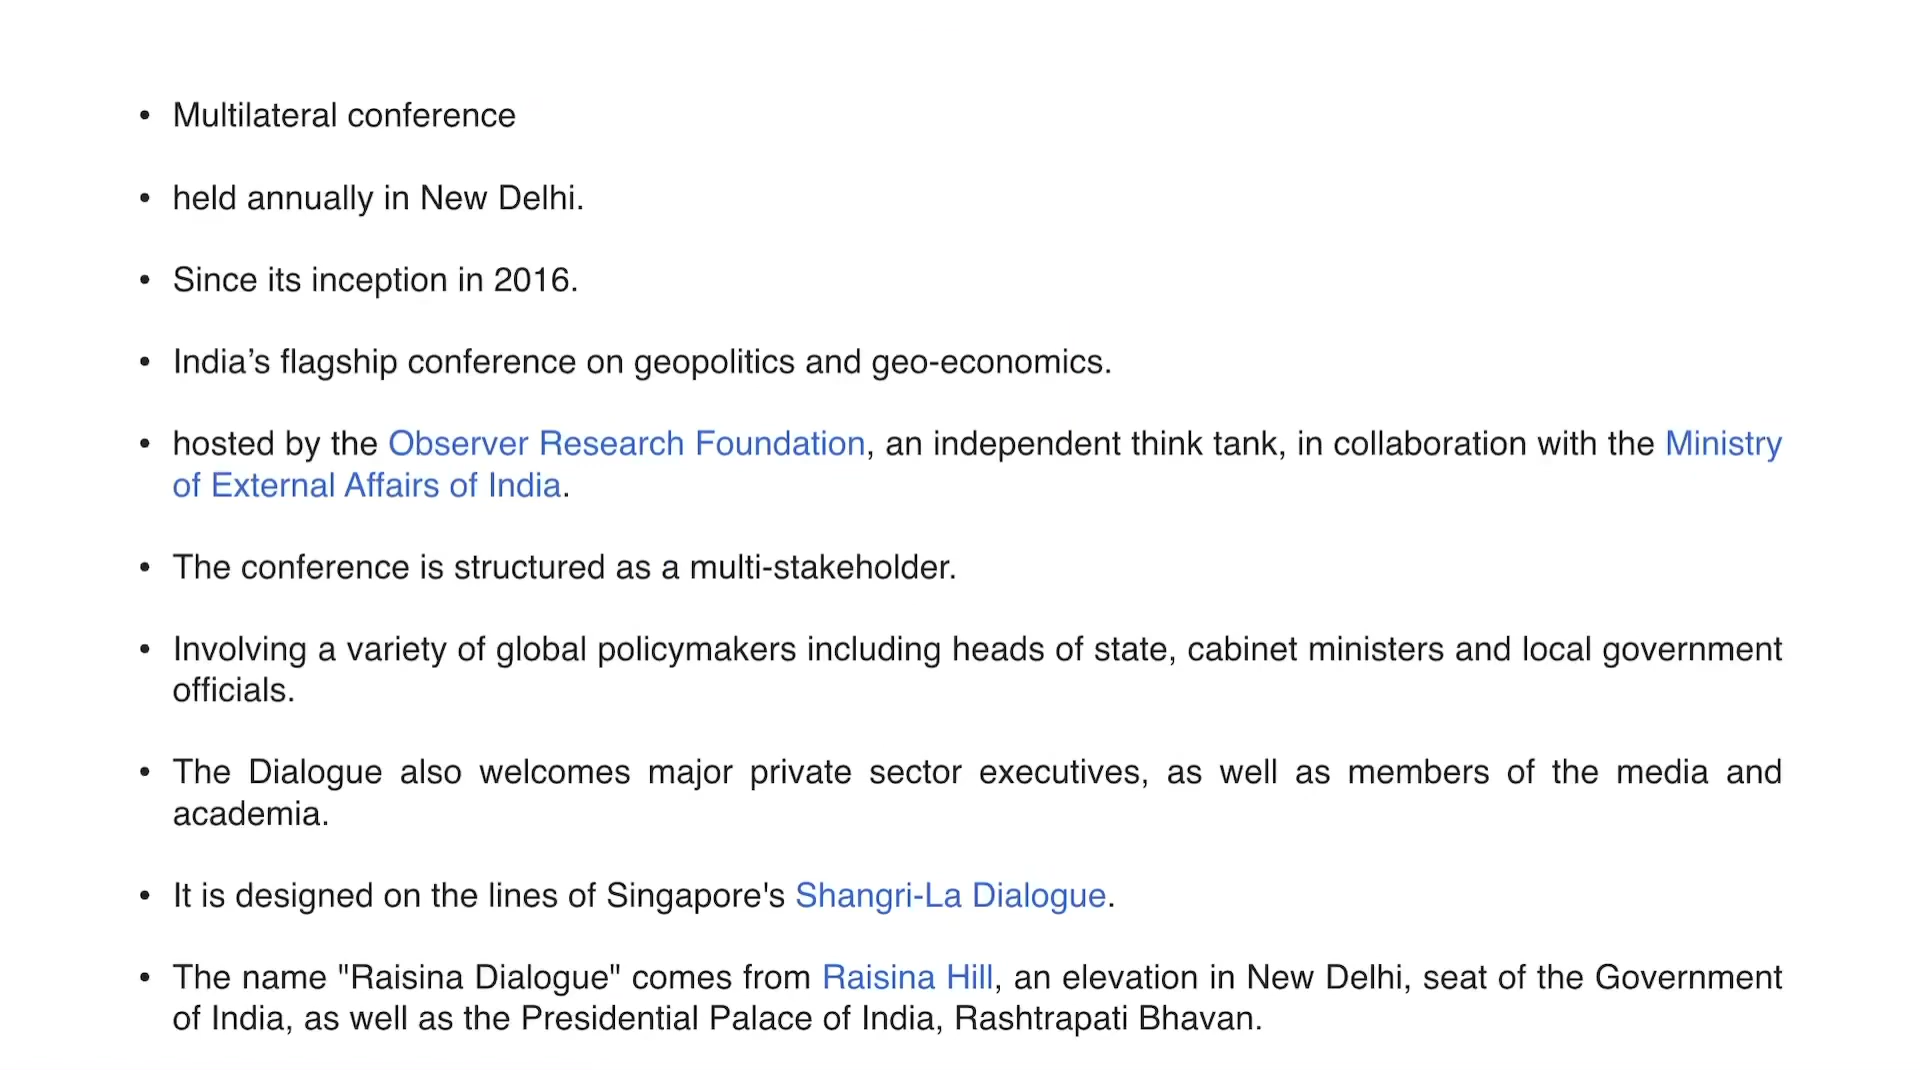 • Multilateral conference
• held annually in New Delhi.
• Since its inception in 2016.
• India’s flagship conference on geopolitics and geo-economics.
• hosted by the Observer Research Foundation, an independent think tank, in collaboration with the Ministry
of External Affairs of India.
• The conference is structured as a multi-stakeholder.
• Involving a variety of global policymakers including heads of state, cabinet ministers and local government
officials.
• The Dialogue also welcomes major private sector executives, as well as members of the media and
academia.
• It is designed on the lines of Singapore's Shangri-La Dialogue.
• The name "Raisina Dialogue" comes from Raisina Hill, an elevation in New Delhi, seat of the Government
of India, as well as the Presidential Palace of India, Rashtrapati Bhavan.